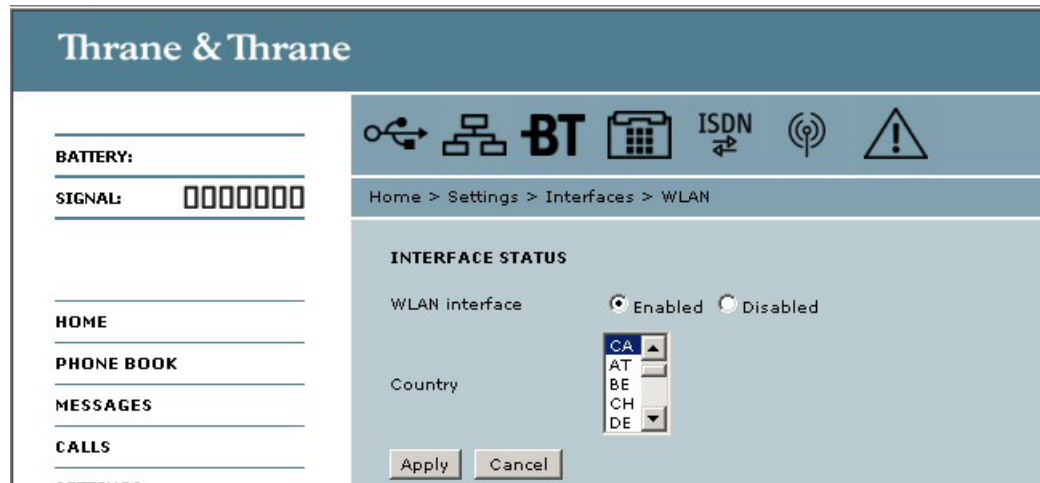 Thrane & Thrane
BT
ISDN
BATTERY:
SIGNAL:
Home > Settings > Interfaces > WLAN
INTERFACE STATUS
WLAN interface
Enabled
Disabled
HOME
PHONE BOOK
MESSAGES
CALLS
Country
CA
AT
BE
CH
DE
Apply
Cancel